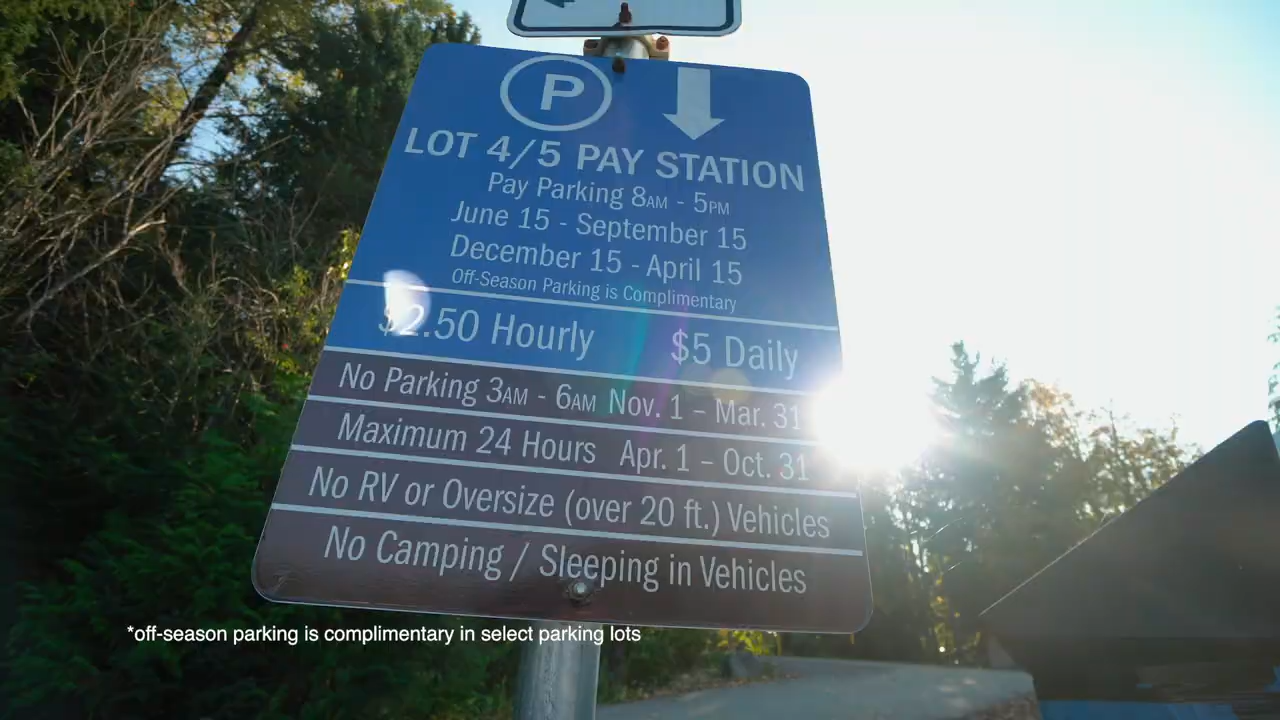 P
LOT 4/5 PAY STATION
Pay Parking 8AM - 5PM
June 15 - September 15
December 15 - April 15
Off-Season Parking is Complimentary
$2.50 Hourly $5 Daily
No Parking 3AM - 6AM Nov. 1 – Mar. 31
Maximum 24 Hours Apr. 1 – Oct. 31
No RV or Oversize (over 20 ft.) Vehicles
No Camping / Sleeping in Vehicles
*off-season parking is complimentary in select parking lots